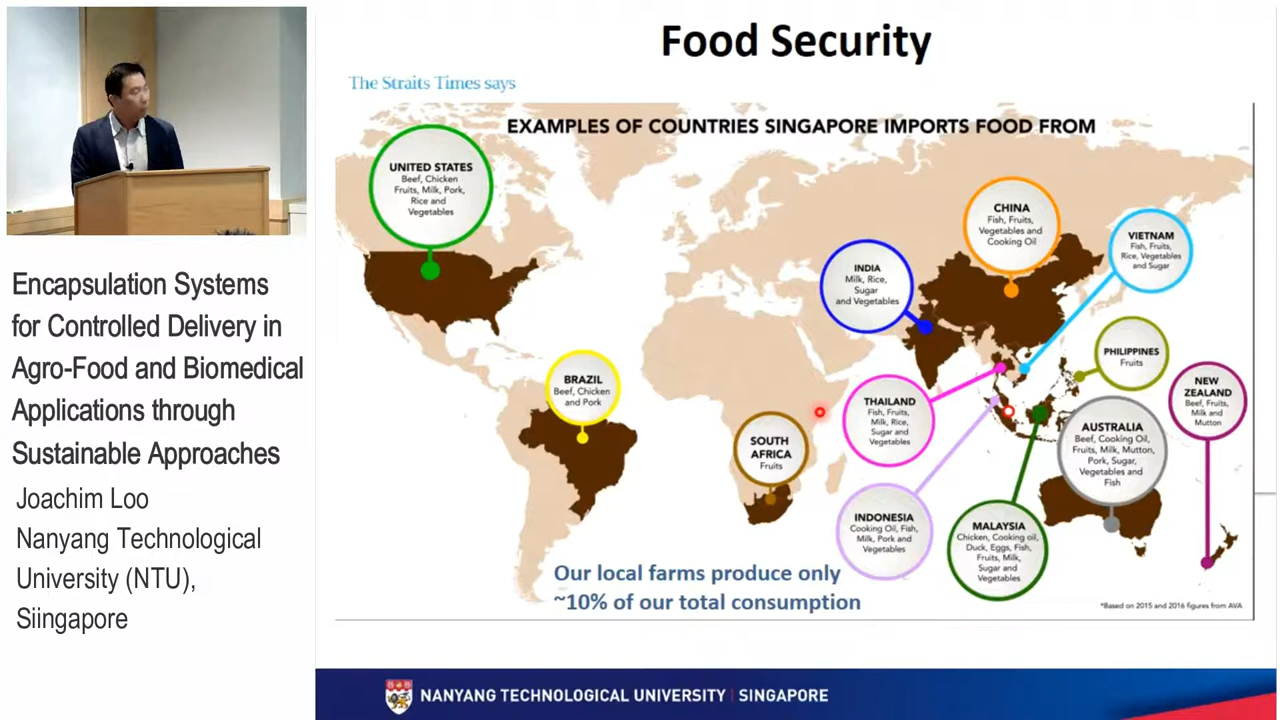 Food Security
The Straits Times says
EXAMPLES OF COUNTRIES SINGAPORE IMPORTS FOOD FROM
UNITED STATES
Beef, Chicken
Fruits, Milk, Pork,
Rice and
Vegetables
CHINA
Fish, Fruits,
Vegetables and
Cooking Oil
VIETNAM
Fish, Fruits,
Rice, Vegetables
and Sugar
INDIA
Milk, Rice,
Sugar
and Vegetables
PHILIPPINES
Fruits
BRAZIL
Beef, Chicken
and Pork
THAILAND
Fish, Fruits,
Milk, Rice,
Sugar and
Vegetables
NEW
ZEALAND
Beef, Fruits,
Milk and
Mutton
SOUTH
AFRICA
Fruits
AUSTRALIA
Beef, Cooking Oil,
Fruits, Milk, Mutton,
Pork, Sugar,
Vegetables and
Fish
INDONESIA
Cooking Oil, Fish,
Milk, Pork and
Vegetables
MALAYSIA
Chicken, Cooking oil,
Duck, Eggs, Fish,
Fruits, Milk,
Sugar and
Vegetables
Our local farms produce only
~10% of our total consumption
*Based on 2015 and 2016 figures from AVA
NANYANG TECHNOLOGICAL UNIVERSITY | SINGAPORE
Encapsulation Systems
for Controlled Delivery in
Agro-Food and Biomedical
Applications through
Sustainable Approaches
Joachim Loo
Nanyang Technological
University (NTU),
Siingapore